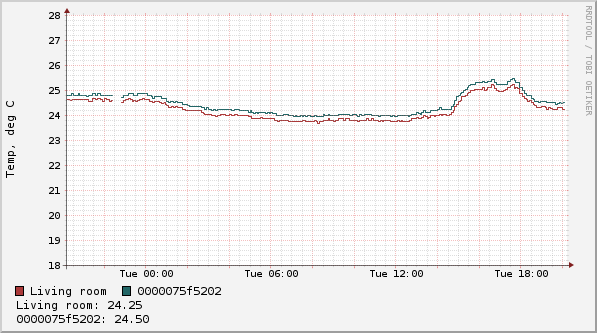 RRDTOOL / TOBI OETIKER
Temp, deg C
28
27
26
25
24
23
22
21
20
19
18
Tue 00:00 Tue 06:00 Tue 12:00 Tue 18:00
Living room 0000075f5202
Living room: 24.25
0000075f5202: 24.50